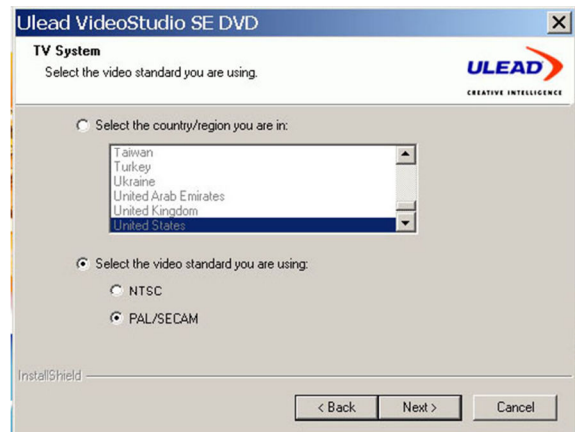 Ulead VideoStudio SE DVD
TV System
Select the video standard you are using.
ULEAD
CREATIVE INTELLIGENCE
Select the country/region you are in:
Taiwan
Turkey
Ukraine
United Arab Emirates
United Kingdom
United States
Select the video standard you are using:
NTSC
PAL/SECAM
InstallShield
< Back
Next >
Cancel